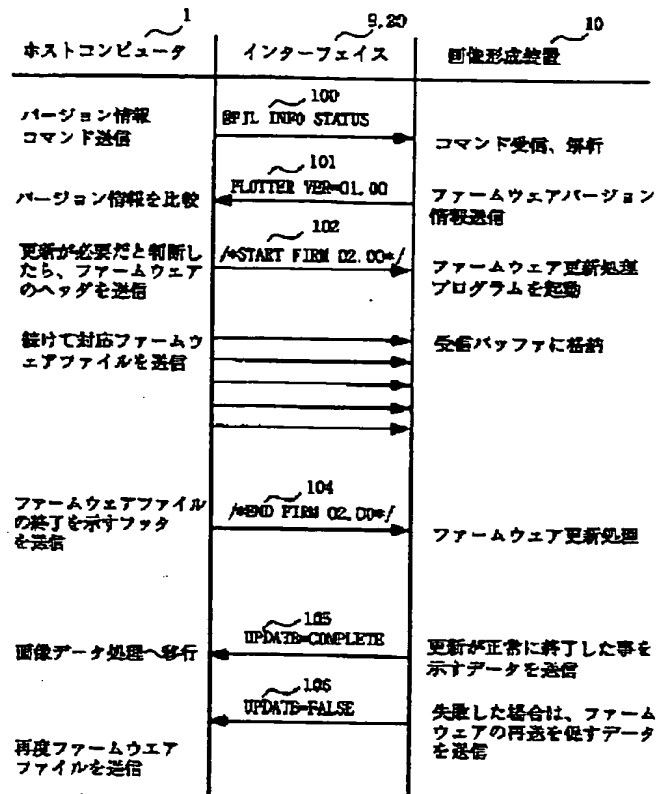 1
9,20
10
ホストコンピュータ
インターフェイス
画像形成装置
100
バージョン情報
コマンド送信
@PJL INFO STATUS
コマンド受信、解析
101
バージョン情報を比較
PLOTTER VER=01.00
ファームウェアバージョン
情報送信
102
更新が必要だと判断し
たら、ファームウェア
のヘッダを送信
/*START FIRM 02.00*/
ファームウェア更新処理
プログラムを起動
続けて対応ファームウ
ェアファイルを送信
受信バッファに格納
104
ファームウェアファイル
の終了を示すフッタ
を送信
/*END FIRM 02.00*/
ファームウェア更新処理
105
画像データ処理へ移行
UPDATE=COMPLETE
更新が正常に終了した事を
示すデータを送信
106
UPDATE=FALSE
失敗した場合は、ファーム
ウェアの再送を促すデータ
を送信
再度ファームウエア
ファイルを送信